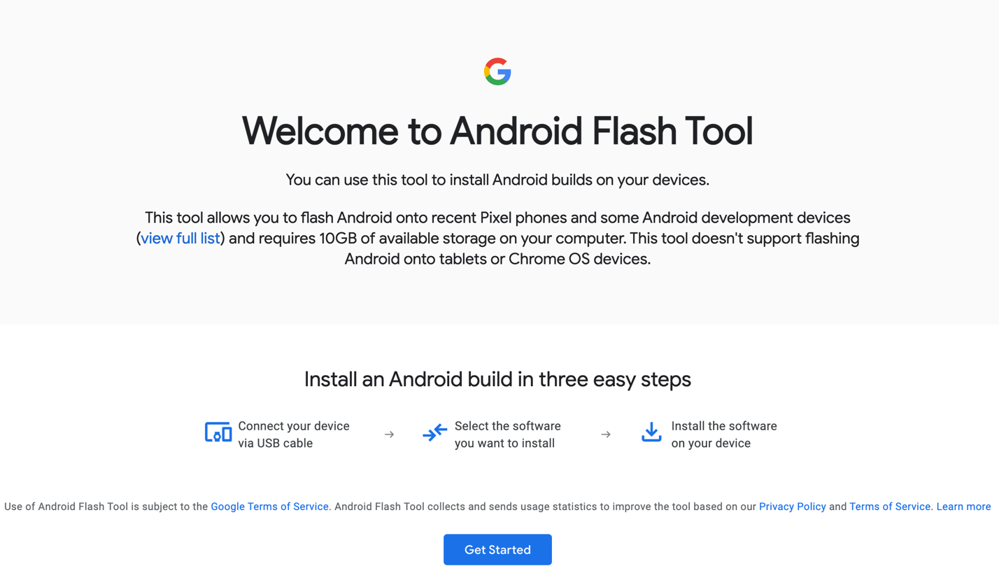 Welcome to Android Flash Tool
You can use this tool to install Android builds on your devices.
This tool allows you to flash Android onto recent Pixel phones and some Android development devices
(view full list) and requires 10GB of available storage on your computer. This tool doesn't support flashing
Android onto tablets or Chrome OS devices.
Install an Android build in three easy steps
Connect your device
via USB cable
Select the software
you want to install
Install the software
on your device
Use of Android Flash Tool is subject to the Google Terms of Service. Android Flash Tool collects and sends usage statistics to improve the tool based on our Privacy Policy and Terms of Service. Learn more
Get Started